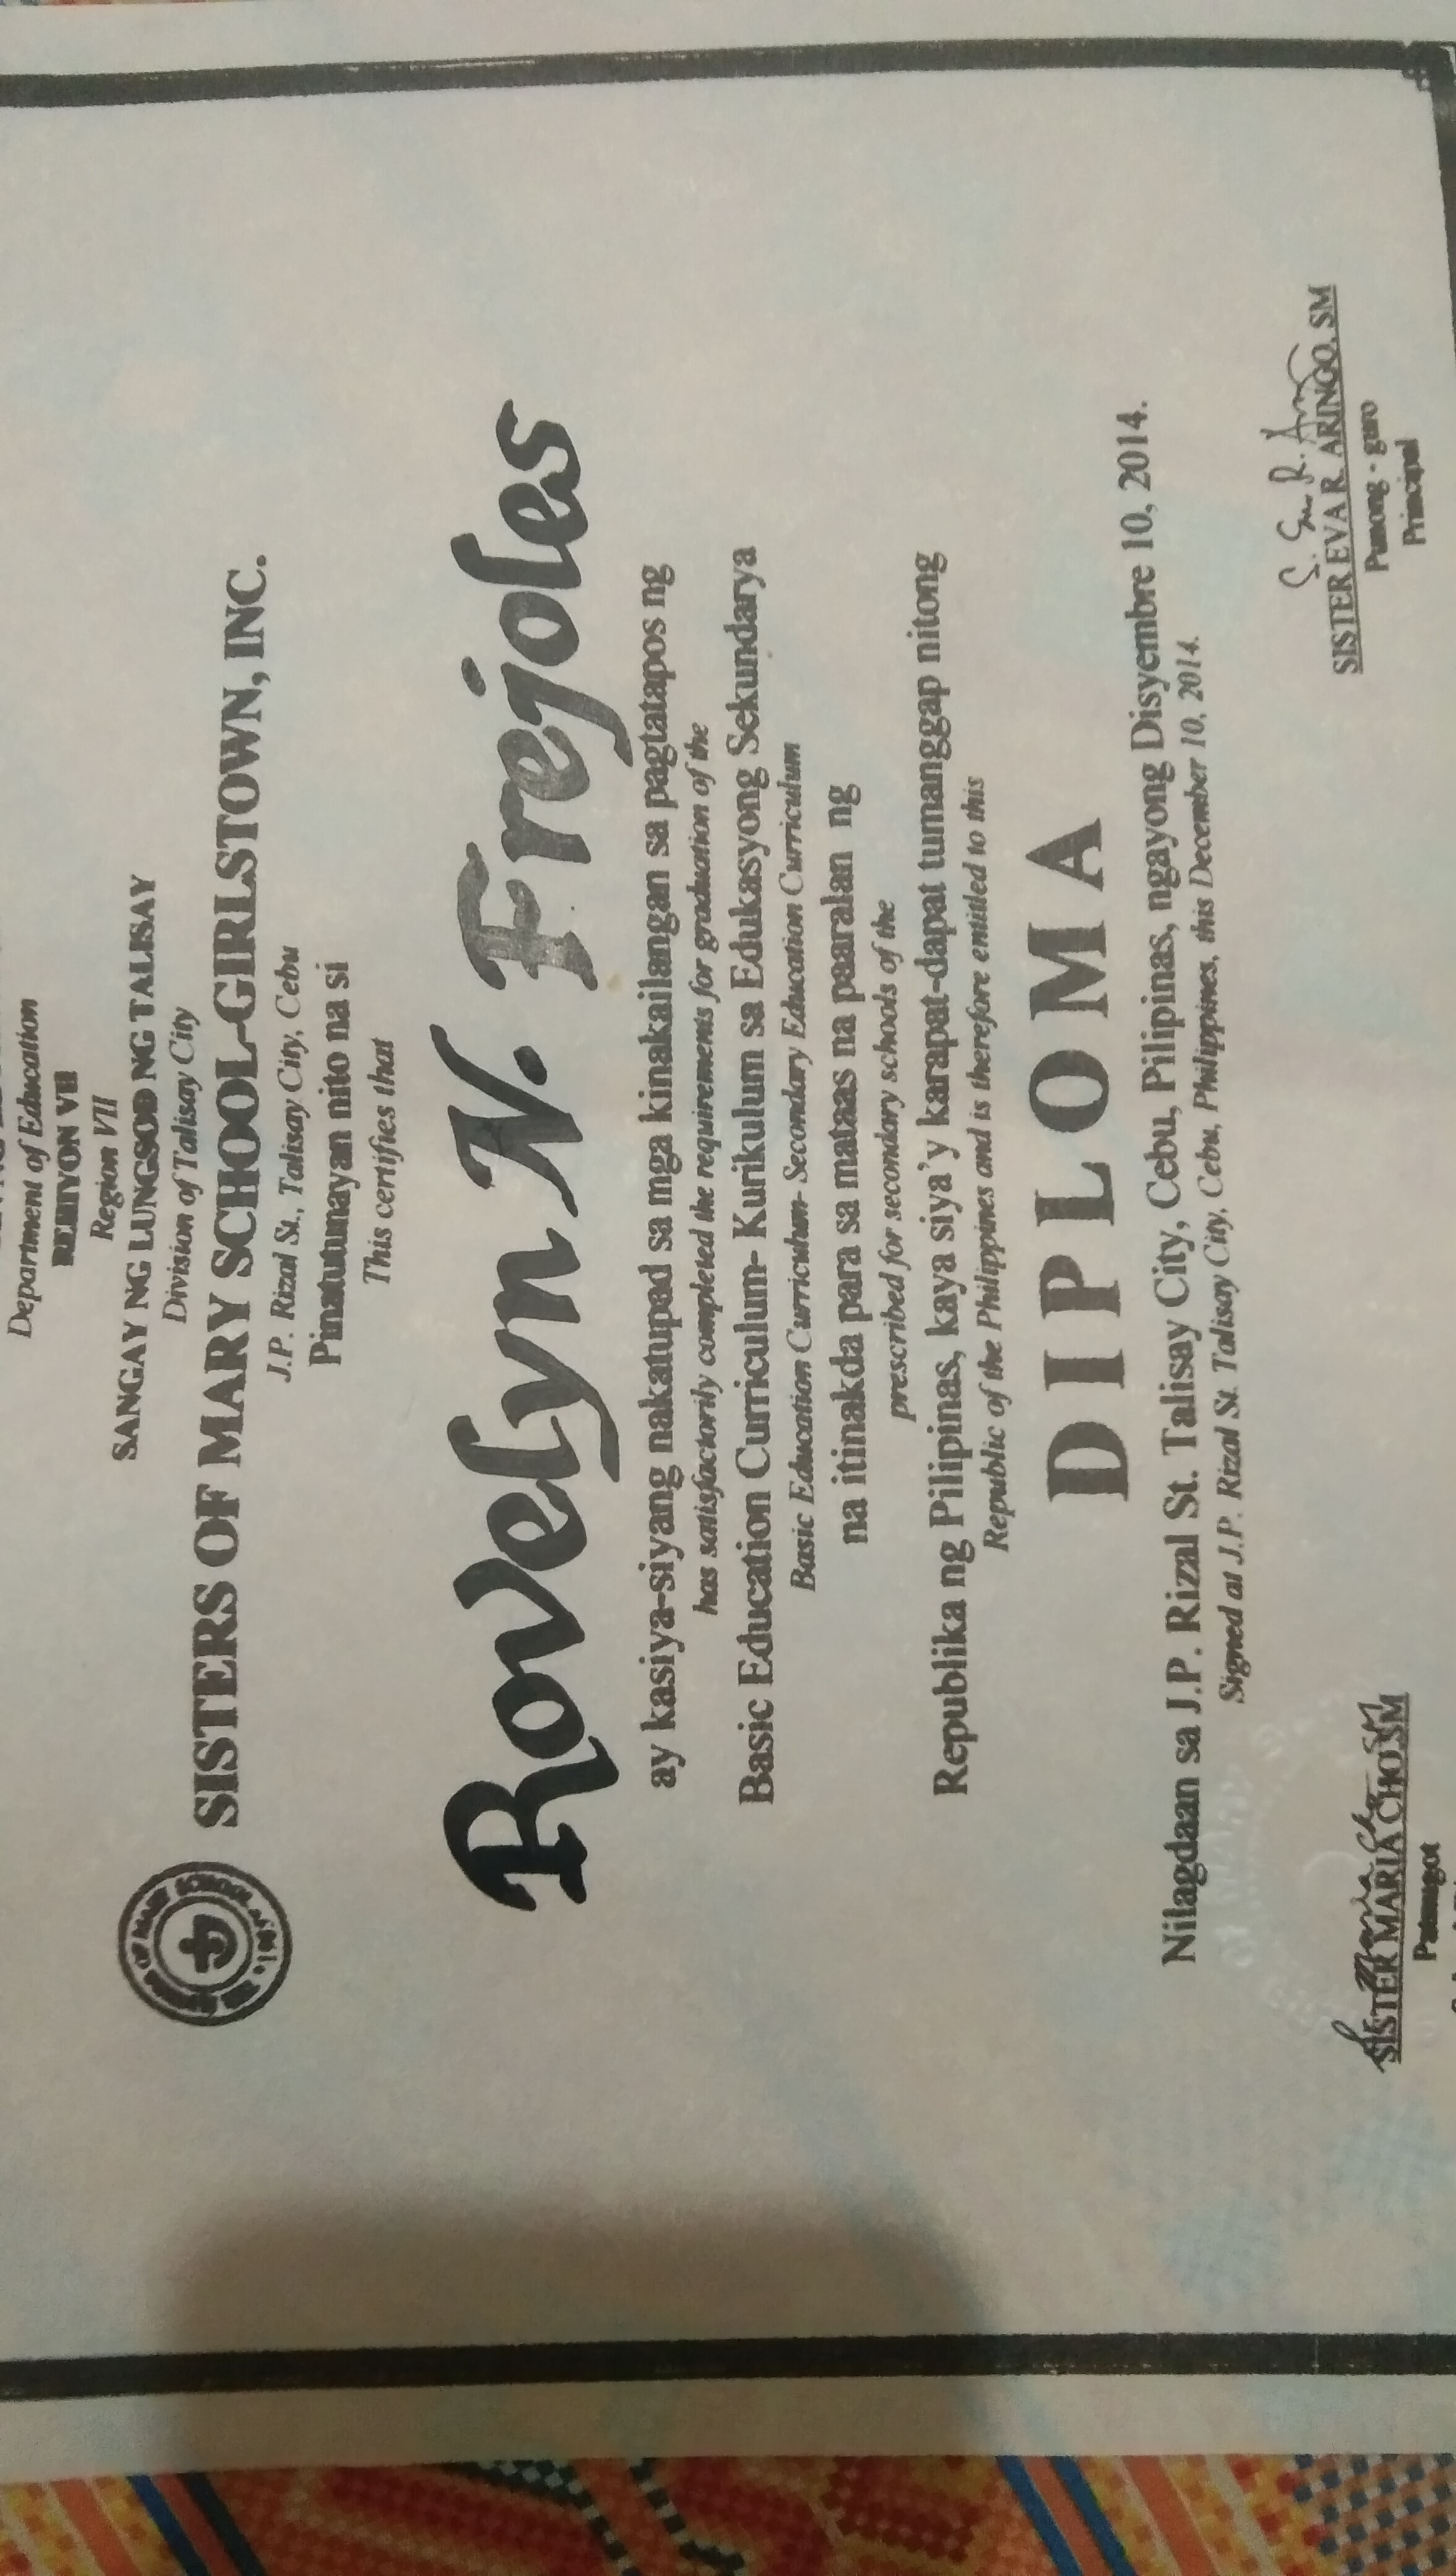 Department of Education
REHIYON VII
Region VII
SANGAY NG LUNGSOD NG TALISAY
Division of Talisay City
SISTERS OF MARY SCHOOL-GIRLSTOWN, INC.
J.P. Rizal St., Talisay City, Cebu
Pinatutunayan nito na si
This certifies that
Rovelyn N. Frejoles
ay kasiya-siyang nakatupad sa mga kinakailangan sa pagtatapos ng
has satisfactorily completed the requirements for graduation of the
Basic Education Curriculum- Kurikulum sa Edukasyong Sekundarya
Basic Education Curriculum- Secondary Education Curriculum
na itinakda para sa mataas na paaralan ng
prescribed for secondary schools of the
Republika ng Pilipinas, kaya siya'y karapat-dapat tumanggap nitong
Republic of the Philippines and is therefore entitled to this
DIPLOMA
Nilagdaan sa J.P. Rizal St. Talisay City, Cebu, Pilipinas, ngayong Disyembre 10, 2014.
Signed at J.P. Rizal St. Talisay City, Cebu, Philippines, this December 10, 2014.
SISTER MARIA CHO.SM
Patnugot
SISTER EVA R. ARINGO. SM
Punong - guro
Principal